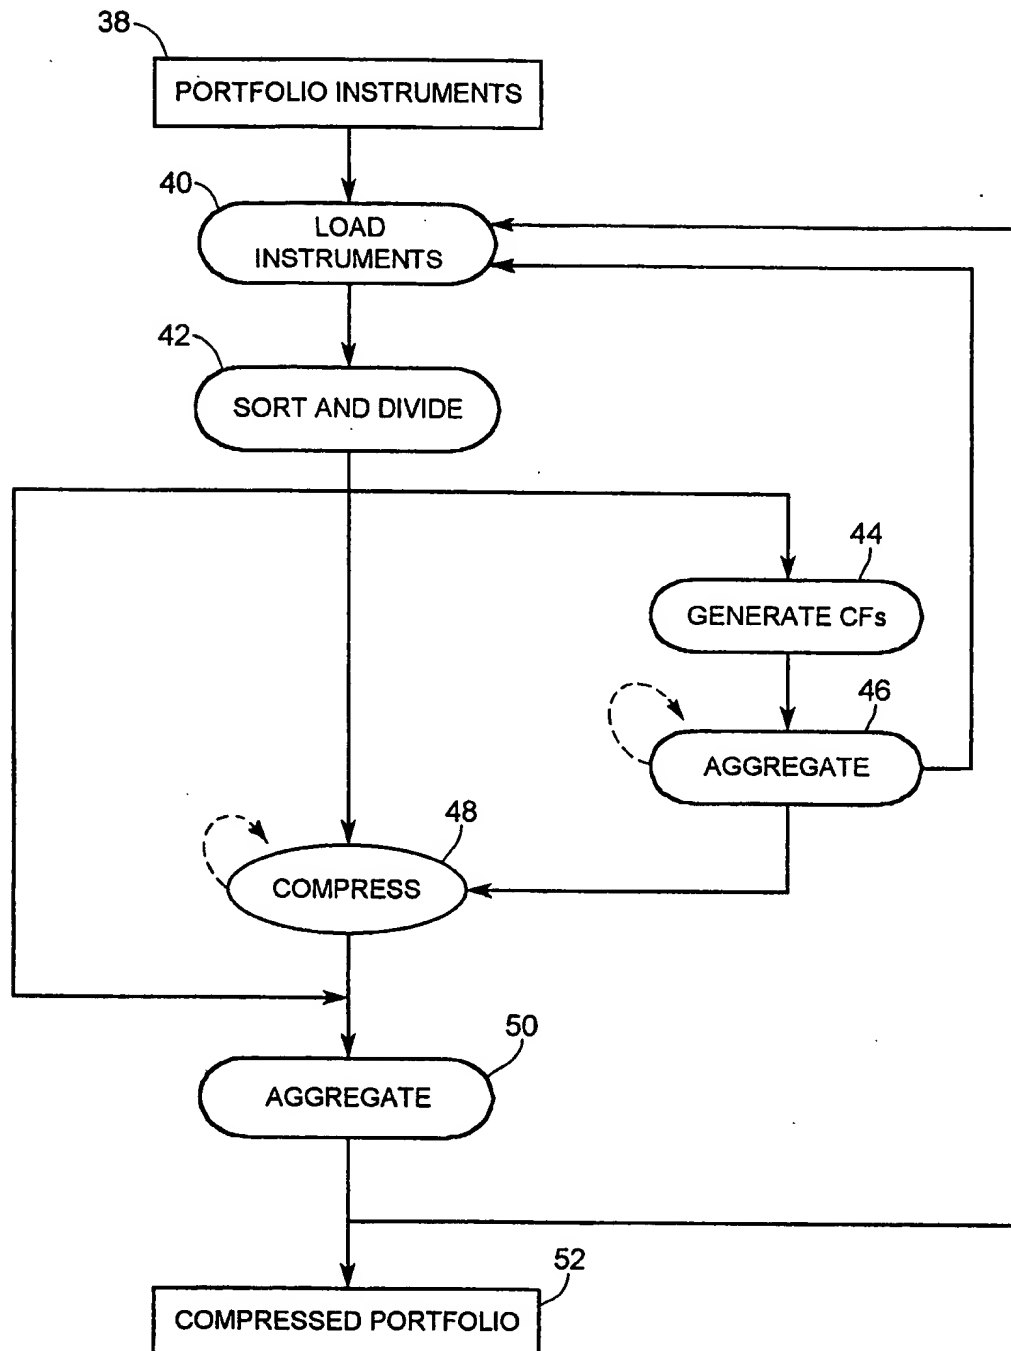 38
PORTFOLIO INSTRUMENTS
40
LOAD
INSTRUMENTS
42
SORT AND DIVIDE
44
GENERATE CFs
46
AGGREGATE
48
COMPRESS
50
AGGREGATE
52
COMPRESSED PORTFOLIO